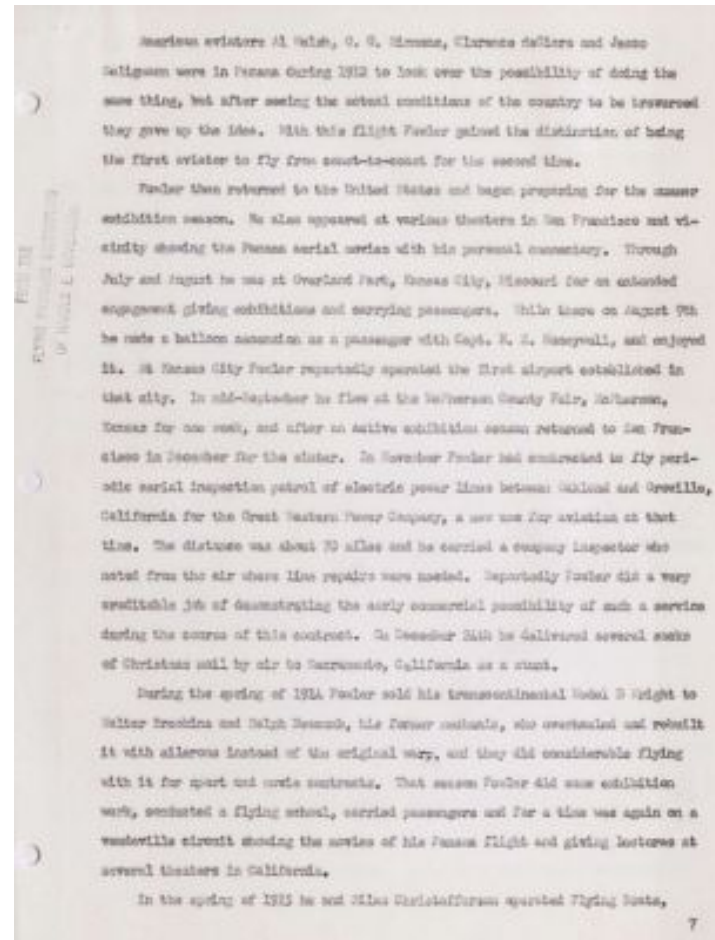 American aviators Al Welsh, C. O. Simmons, Clarence deGiers and Jesse
Seligman were in Panama during 1912 to look over the possibility of doing the
same thing, but after seeing the actual conditions of the country to be traversed
they gave up the idea. With this flight Fowler gained the distinction of being
the first aviator to fly from coast-to-coast for the second time.
Fowler then returned to the United States and began preparing for the summer
exhibition season. He also appeared at various theaters in San Francisco and vi-
cinity showing the Panama aerial movies with his personal commentary. Through
July and August he was at Overland Park, Kansas City, Missouri for an extended
engagement giving exhibitions and carrying passengers. While there on August 9th
he made a balloon ascension as a passenger with Capt. H. E. Honeywell, and enjoyed
it. At Kansas City Fowler reportedly operated the first airport established in
that city. In mid-September he flew at the McPherson County Fair,
Kansas for one week, and after an active exhibition season returned to San Fran-
cisco in December for the winter. In November Fowler had contracted to fly peri-
odic aerial inspection patrol of electric power lines between Oakland and Oroville,
California for the Great Western Power Company, a new use for aviation at that
time. The distance was about 70 miles and he carried a company inspector who
noted from the air where line repairs were needed. Reportedly Fowler did a very
creditable job of demonstrating the early commercial possibility of such a service
during the course of this contract. On December 24th he delivered several sacks
of Christmas mail by air to Sacramento, California as a stunt.
During the spring of 1914 Fowler sold his transcontinental Model B Wright to
Walter Brookins and Ralph Newcomb, his former mechanic, who overhauled and rebuilt
it with ailerons instead of the original warp, and they did considerable flying
with it for sport and movie contracts. That season Fowler did some exhibition
work, conducted a flying school, carried passengers and for a time was again on a
vaudeville circuit showing the movies of his Panama flight and giving lectures at
several theaters in California.
In the spring of 1915 he and Silas Christofferson operated Flying Boats,
7
FROM THE
FLYING PIONEERS BIOGRAPHIES
OF HAROLD E. MOREHOUSE